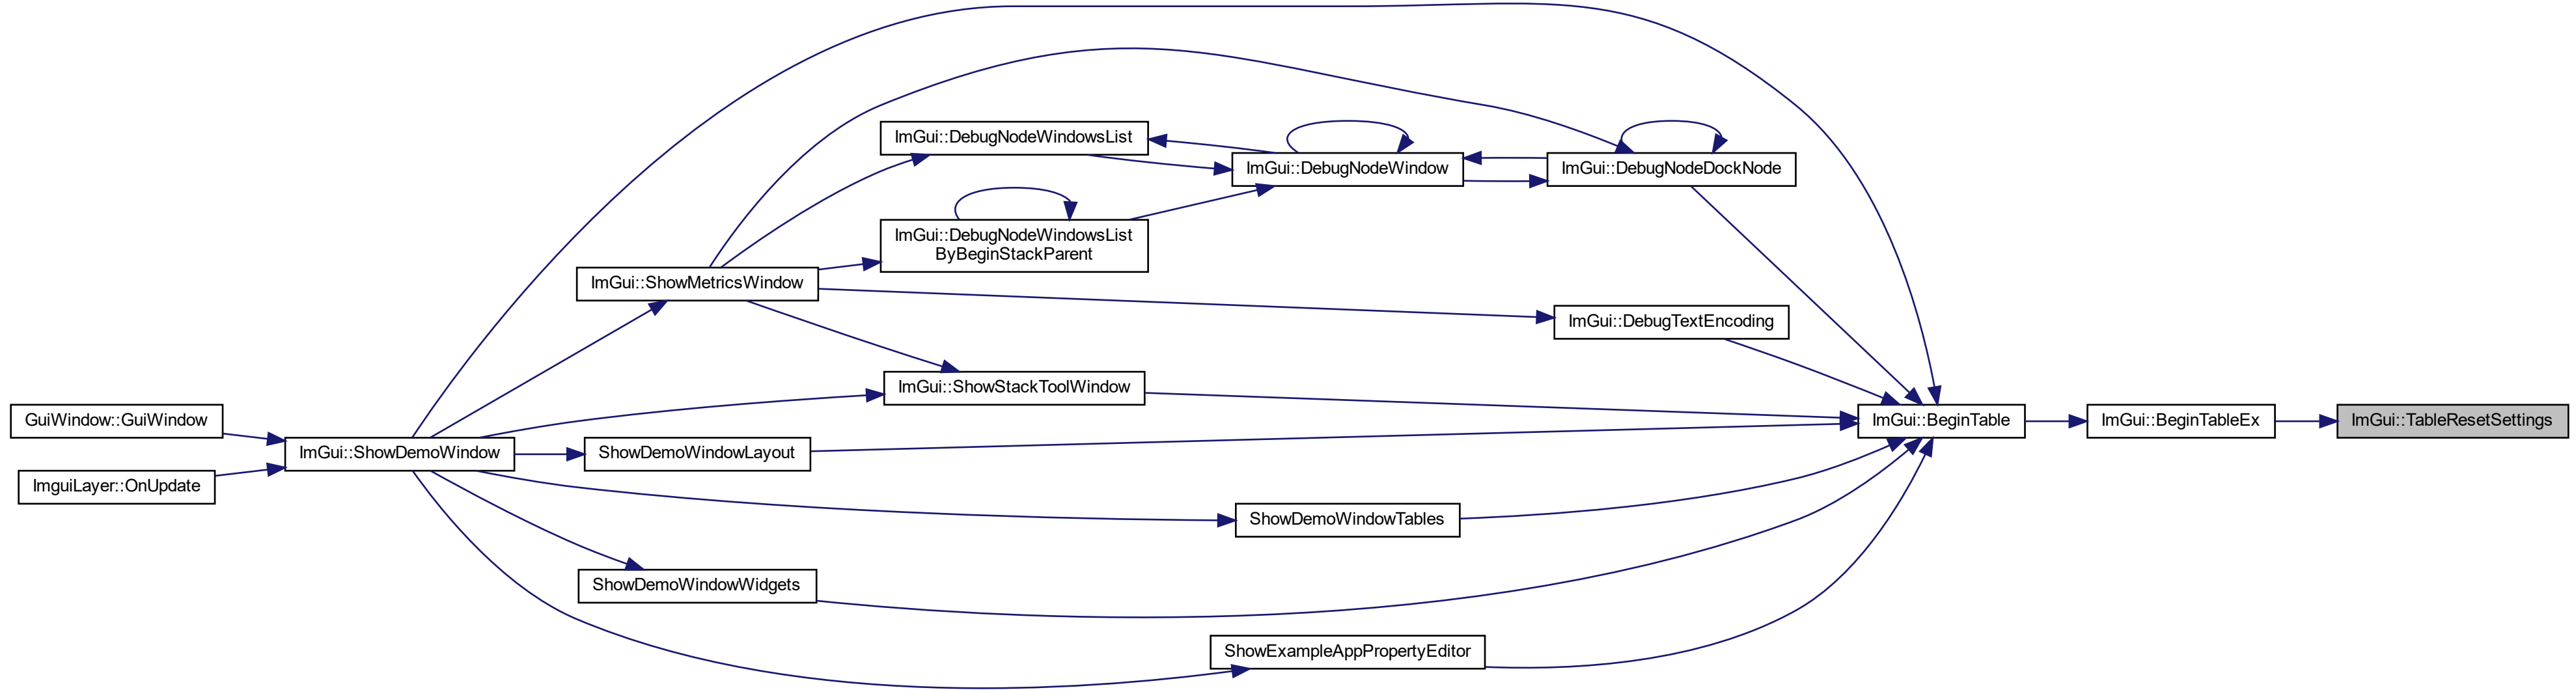 ImGui::DebugNodeWindowsList
ImGui::DebugNodeWindow
ImGui::DebugNodeDockNode
ImGui::DebugNodeWindowsList
ByBeginStackParent
ImGui::ShowMetricsWindow
ImGui::DebugTextEncoding
ImGui::ShowStackToolWindow
GuiWindow::GuiWindow
ImGui::BeginTable
ImGui::BeginTableEx
ImGui::TableResetSettings
ImGui::ShowDemoWindow
ShowDemoWindowLayout
ImguiLayer::OnUpdate
ShowDemoWindowTables
ShowDemoWindowWidgets
ShowExampleAppPropertyEditor